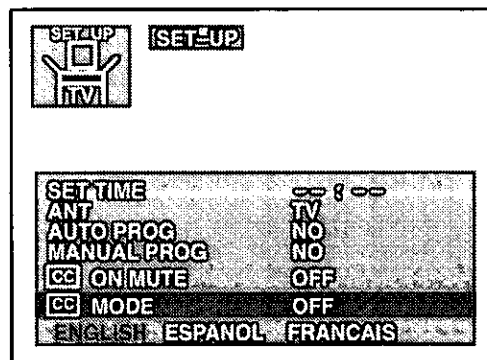 SET-UP
TV
SET-UP
SET TIME -- : --
ANT TV
AUTO PROG NO
MANUAL PROG NO
CC ON MUTE OFF
CC MODE OFF
ENGLISH ESPANOL FRANCAIS